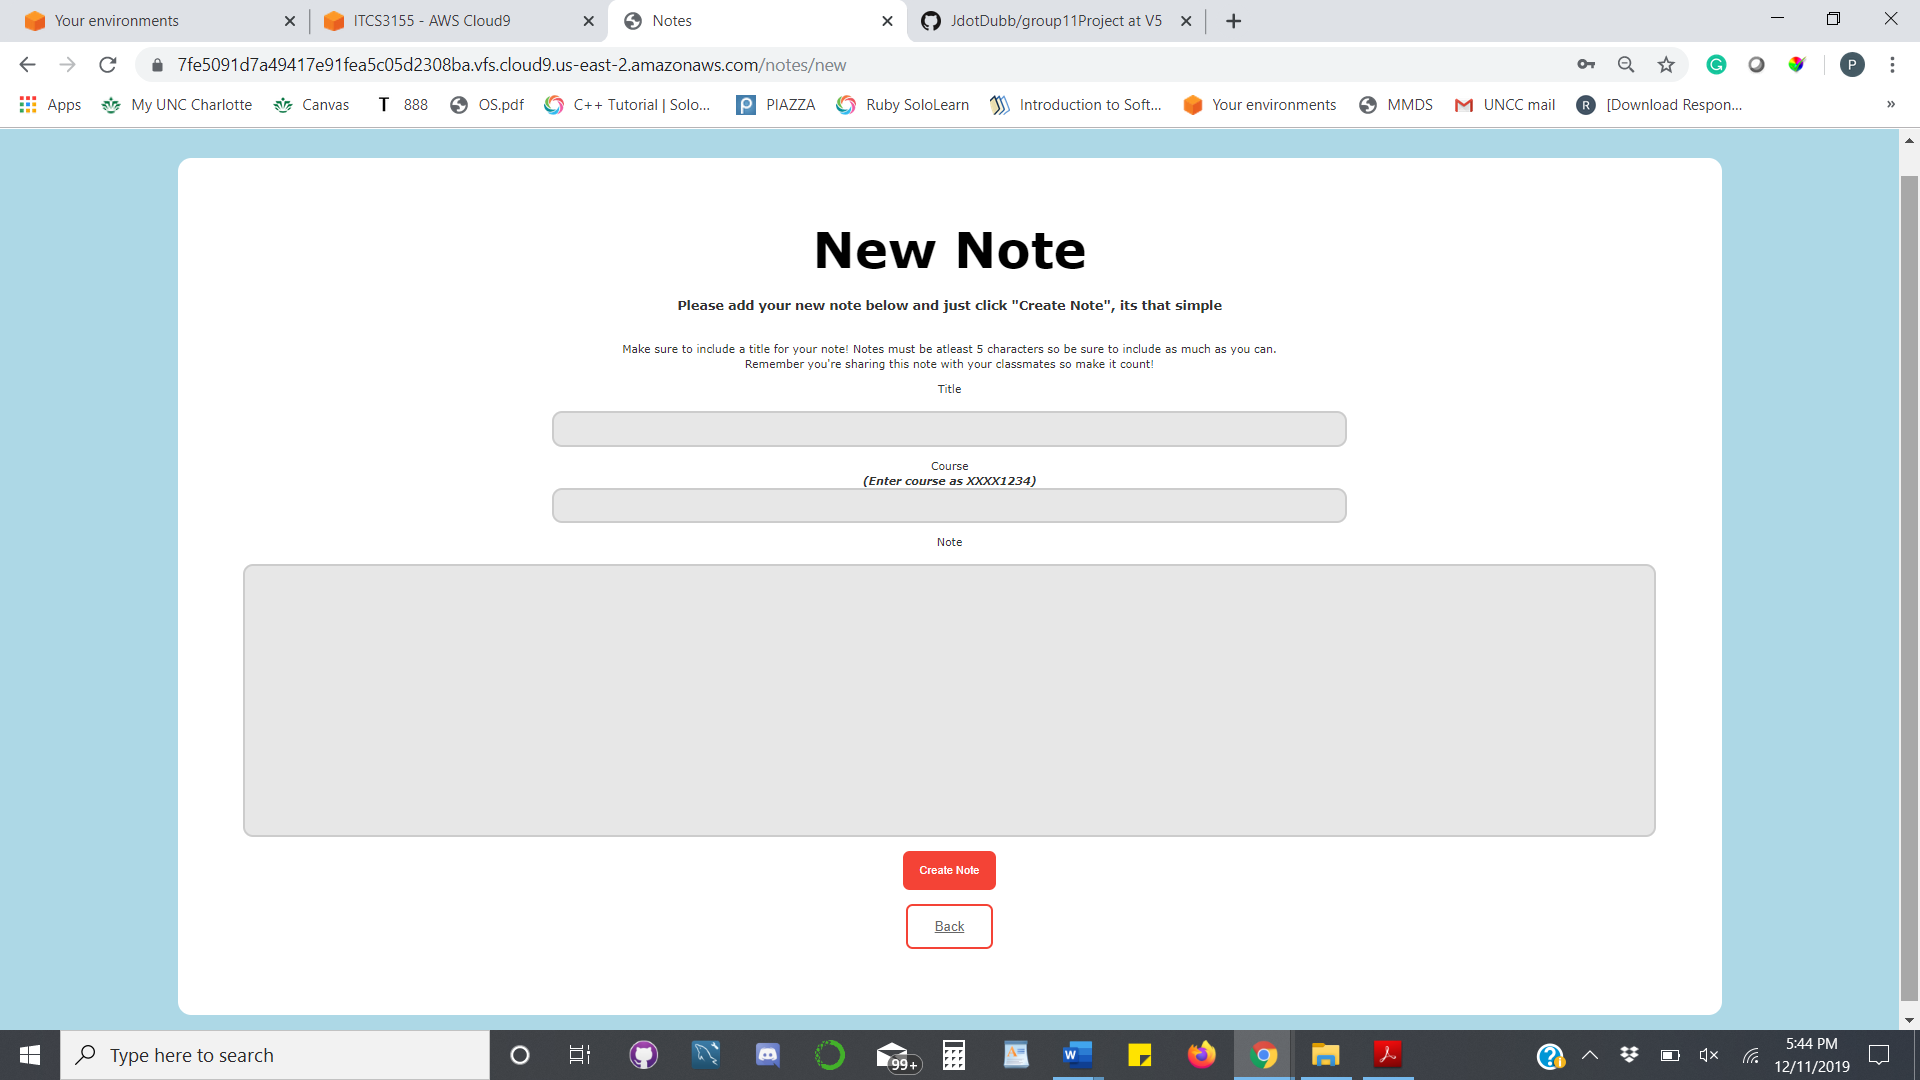 Your environments
ITCS3155 - AWS Cloud9
Notes
JdotDubb/group11Project at V5
7fe5091d7a49417e91fea5c05d2308ba.vfs.cloud9.us-east-2.amazonaws.com/notes/new
P
Apps
My UNC Charlotte
Canvas
T 888
OS.pdf
C++ Tutorial | Solo...
PIAZZA
Ruby SoloLearn
Introduction to Soft...
Your environments
MMDS
UNCC mail
R [Download Respon...
»
New Note
Please add your new note below and just click "Create Note", its that simple
Make sure to include a title for your note! Notes must be atleast 5 characters so be sure to include as much as you can.
Remember you're sharing this note with your classmates so make it count!
Title
Course
(Enter course as XXXX1234)
Note
Create Note
Back
Type here to search
99+
5:44 PM
12/11/2019